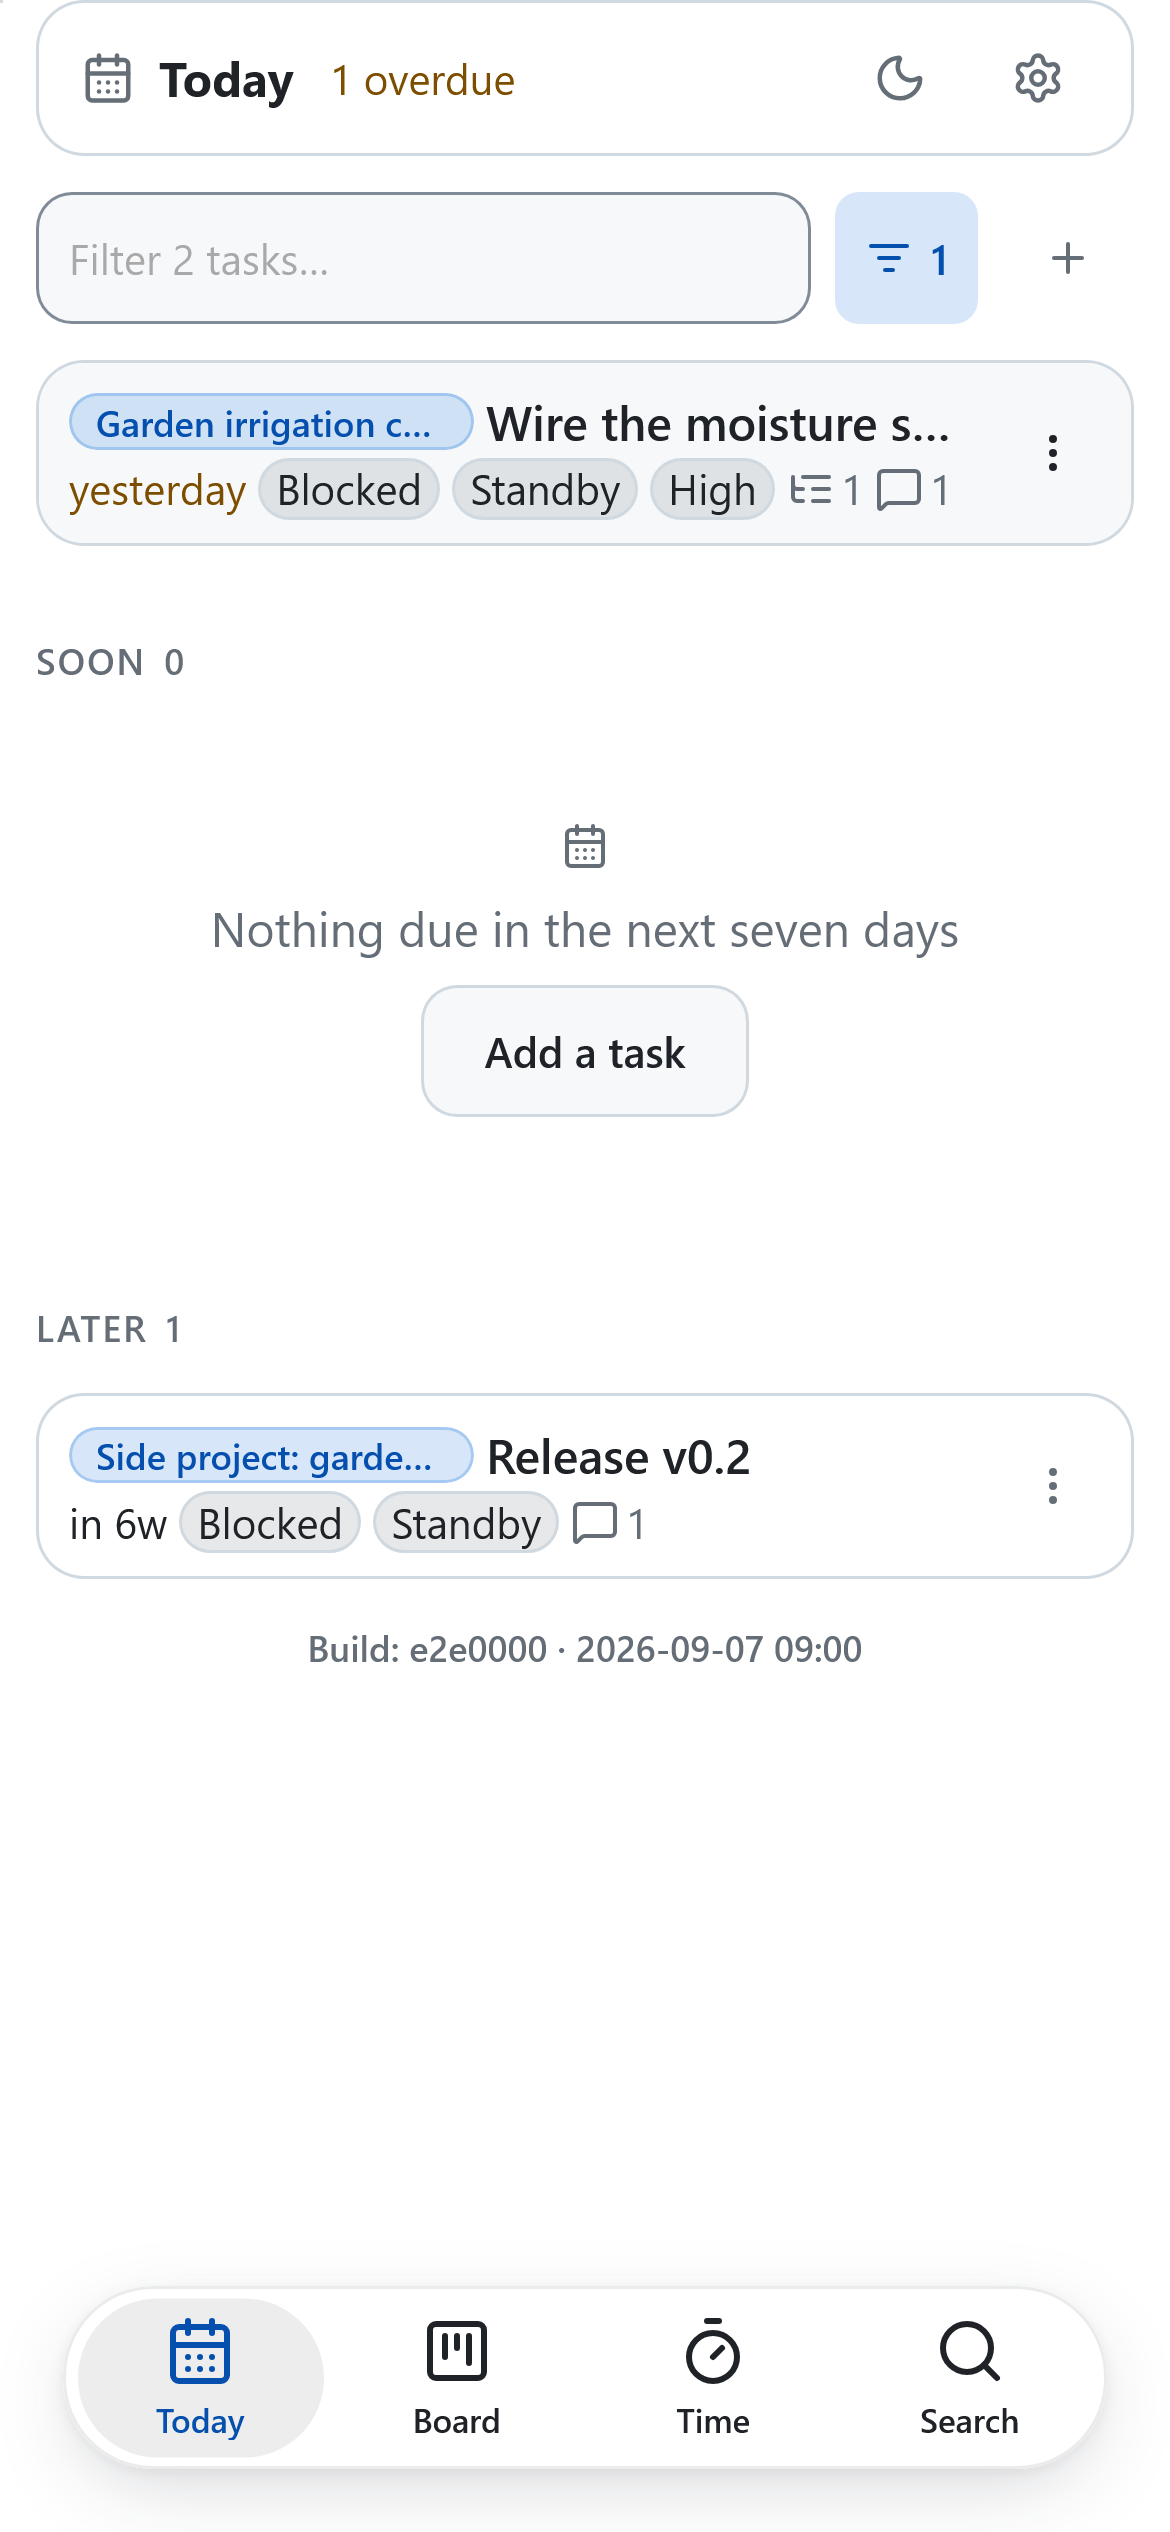 Today 1 overdue
Filter 2 tasks...
1
Garden irrigation c... Wire the moisture s...
yesterday Blocked Standby High 1 1
SOON 0
Nothing due in the next seven days
Add a task
LATER 1
Side project: garde... Release v0.2
in 6w Blocked Standby 1
Build: e2e0000 · 2026-09-07 09:00
Today Board Time Search